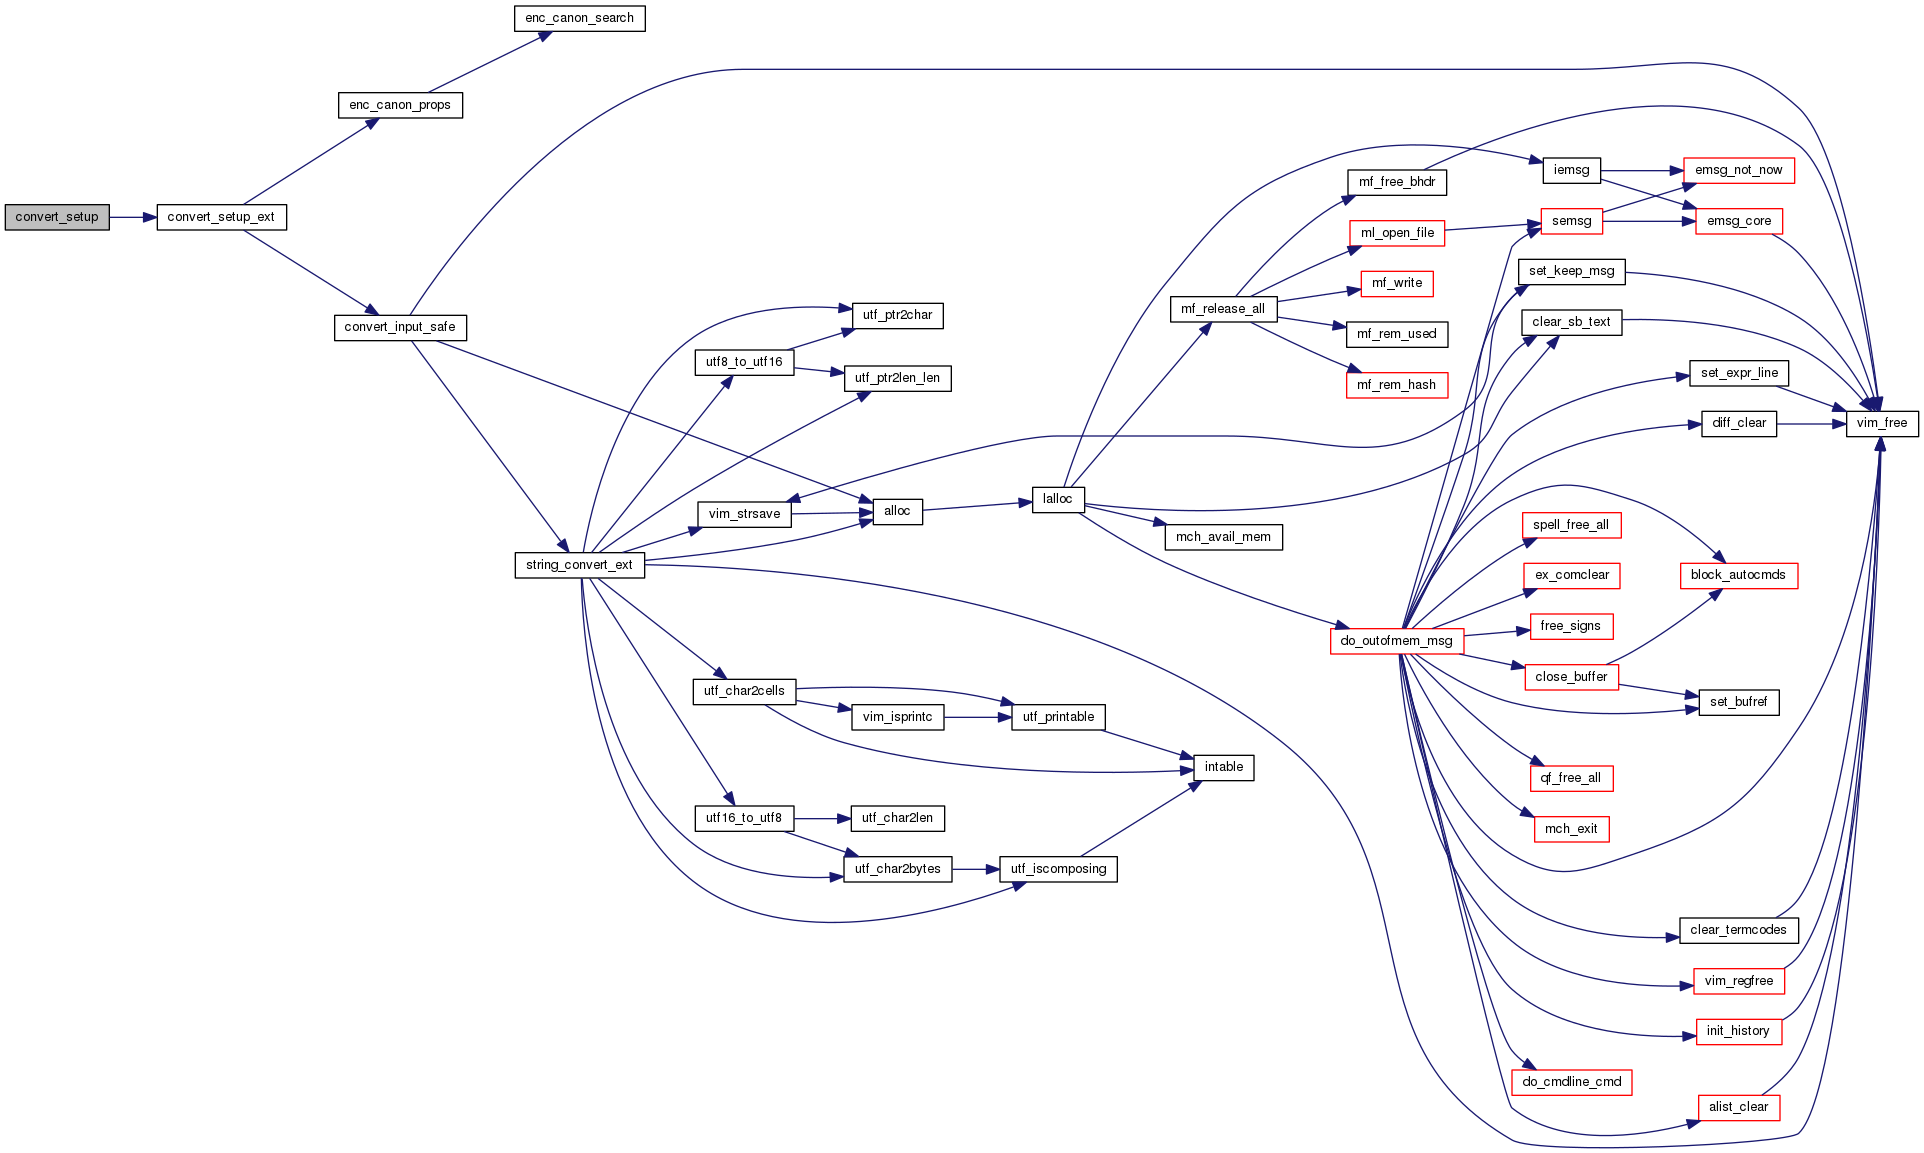 convert_setup
convert_setup_ext
enc_canon_props
enc_canon_search
convert_input_safe
string_convert_ext
utf_ptr2char
utf8_to_utf16
utf_ptr2len_len
vim_strsave
alloc
utf_char2cells
vim_isprintc
utf_printable
intable
utf16_to_utf8
utf_char2len
utf_char2bytes
utf_iscomposing
lalloc
mf_release_all
mch_avail_mem
mf_free_bhdr
ml_open_file
mf_write
mf_rem_used
mf_rem_hash
do_outofmem_msg
iemsg
semsg
set_keep_msg
clear_sb_text
spell_free_all
ex_comclear
free_signs
close_buffer
qf_free_all
mch_exit
do_cmdline_cmd
emsg_not_now
emsg_core
set_expr_line
diff_clear
block_autocmds
set_bufref
clear_termcodes
vim_regfree
init_history
alist_clear
vim_free